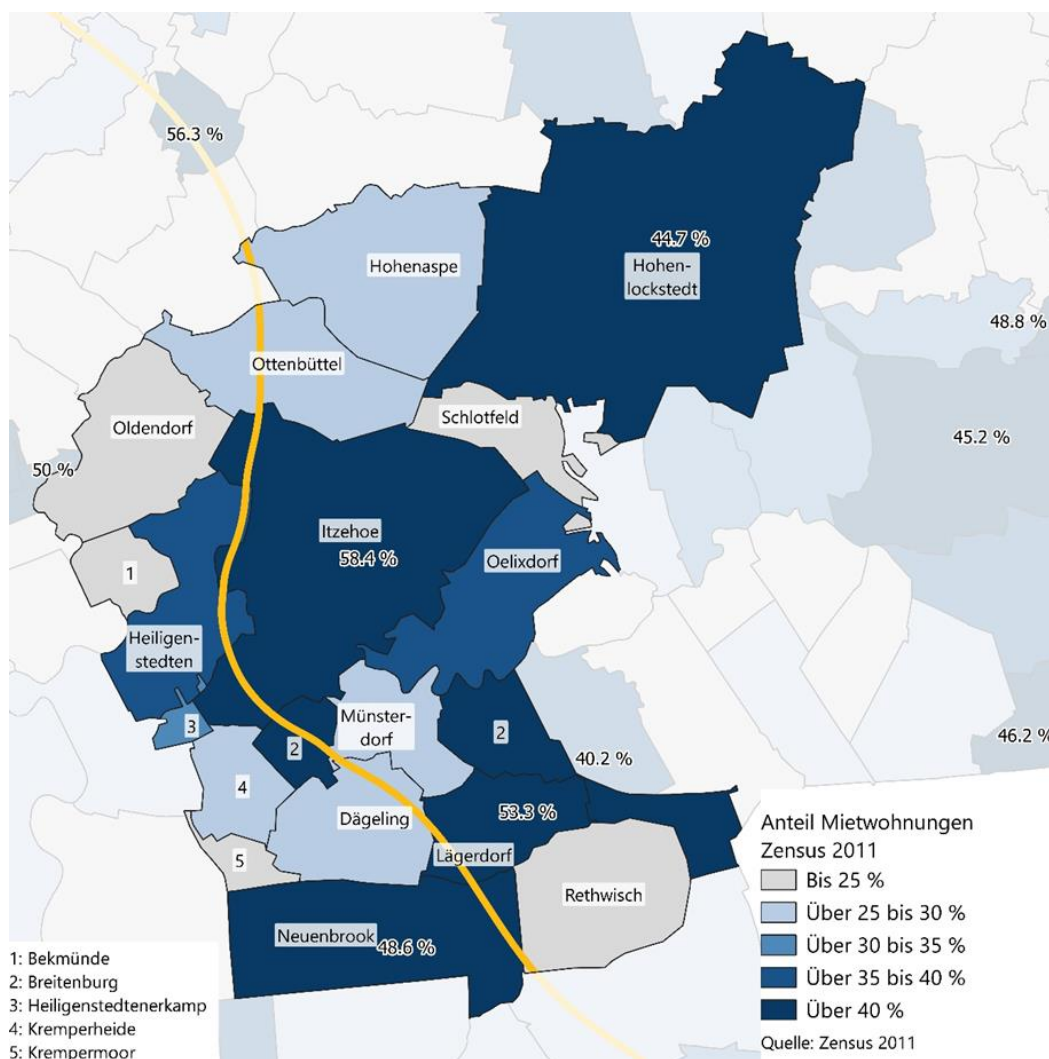 56.3 %
Hohenaspe
44.7 %
Hohen-
lockstedt
48.8 %
Ottenbüttel
Schlotfeld
Oldendorf
45.2 %
50 %
Itzehoe
58.4 %
Oelixdorf
1
Heiligen-
stedten
3
2
Münster-
dorf
2
46.2 %
40.2 %
4
Dägeling
53.3 %
Lägerdorf
5
Rethwisch
Neuenbrook
48.6 %
1: Bekmünde
2: Breitenburg
3: Heiligenstedtenerkamp
4: Kremperheide
5: Krempermoor
Anteil Mietwohnungen
Zensus 2011
Bis 25 %
Über 25 bis 30 %
Über 30 bis 35 %
Über 35 bis 40 %
Über 40 %
Quelle: Zensus 2011